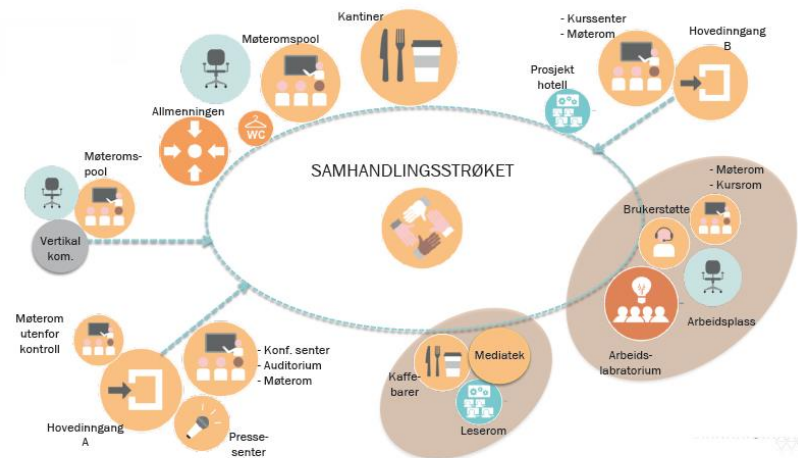 Kantiner
Møteromspool
- Kurssenter
- Møterom
Hovedinngang
B
Prosjekt
hotell
Allmenningen
WC
Møteroms-
pool
SAMHANDLINGSSTRØKET
- Møterom
- Kursrom
Brukerstøtte
Vertikal
kom.
Arbeidsplass
Møterom
utenfor
kontroll
- Konf. senter
- Auditorium
- Møterom
Mediatek
Kaffe-
barer
Arbeids-
labratorium
Hovedinngang
A
Presse-
senter
Leserom